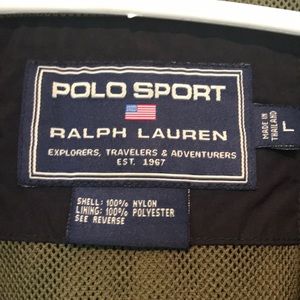 POLO SPORT
RALPH LAUREN
EXPLORERS, TRAVELERS & ADVENTURERS
EST. 1967
MADE IN
THAILAND
L
SHELL: 100% NYLON
LINING: 100% POLYESTER
SEE REVERSE